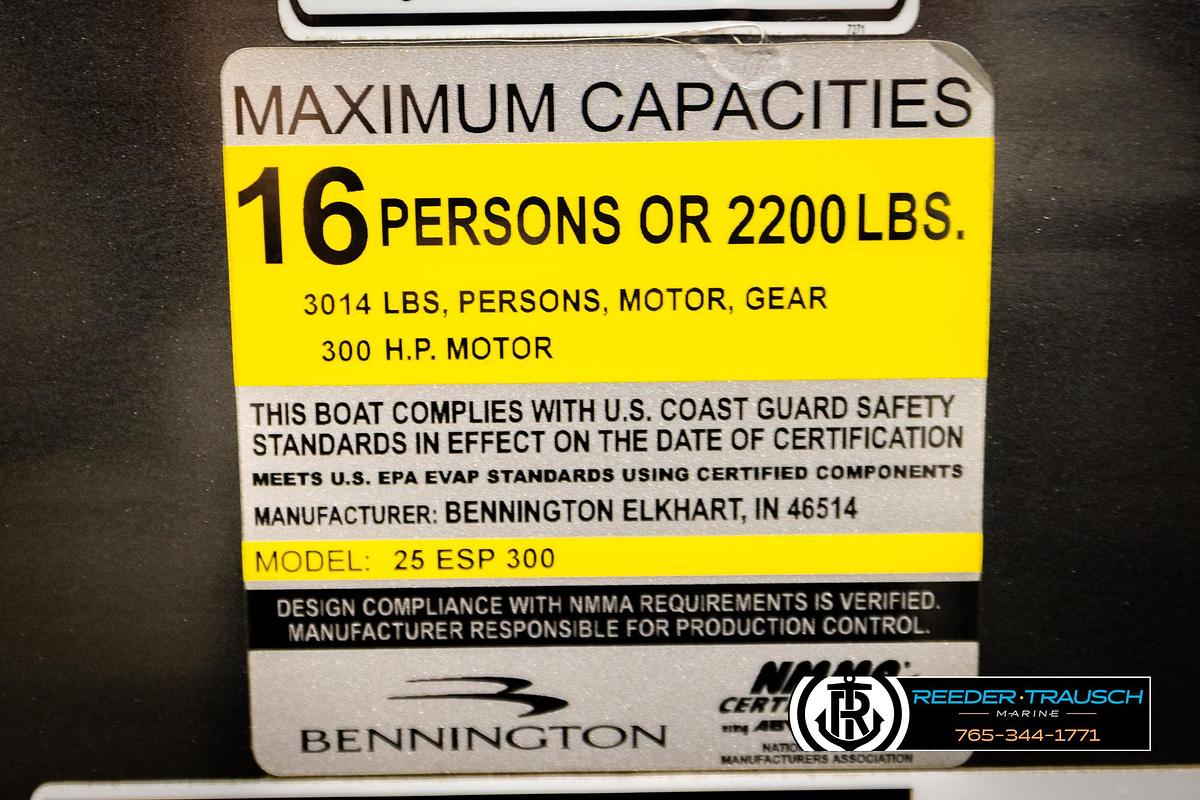 7271
MAXIMUM CAPACITIES
16 PERSONS OR 2200 LBS.
3014 LBS, PERSONS, MOTOR, GEAR
300 H.P. MOTOR
THIS BOAT COMPLIES WITH U.S. COAST GUARD SAFETY
STANDARDS IN EFFECT ON THE DATE OF CERTIFICATION
MEETS U.S. EPA EVAP STANDARDS USING CERTIFIED COMPONENTS
MANUFACTURER: BENNINGTON ELKHART, IN 46514
MODEL: 25 ESP 300
DESIGN COMPLIANCE WITH NMMA REQUIREMENTS IS VERIFIED.
MANUFACTURER RESPONSIBLE FOR PRODUCTION CONTROL.
BENNINGTON
NMMA
MANUFACTURERS ASSOCIATION
TR
REEDER·TRAUSCH
MARINE
765-344-1771